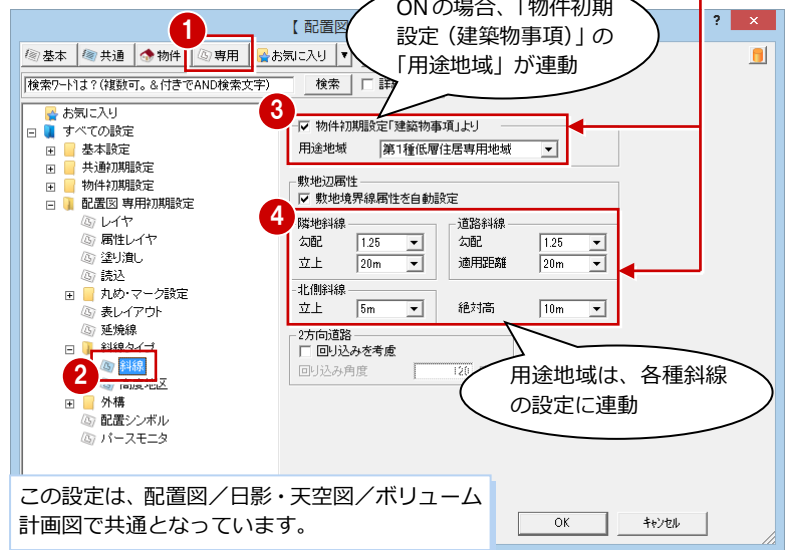 【 配置図
ONの場合、「物件初期
設定(建築物事項)」の
「用途地域」が連動
? ×
1
基本 共通 物件 専用 お気に入り
検索ワードは?(複数可。&付きでAND検索文字) 検索
お気に入り
すべての設定
基本設定
共通初期設定
物件初期設定
配置図 専用初期設定
レイヤ
属性レイヤ
塗り潰し
読込
丸め・マーク設定
表レイアウト
延焼線
斜線タイプ
2
斜線
高度地区
外構
配置シンボル
パースモニタ
3
物件初期設定「建築物事項」より
用途地域 第1種低層住居専用地域
敷地辺属性
敷地境界線属性を自動設定
4
隣地斜線
勾配 1.25
立上 20m
道路斜線
勾配 1.25
適用距離 20m
北側斜線
立上 5m
絶対高 10m
2方向道路
回り込みを考慮
回り込み角度 120
用途地域は、各種斜線
の設定に連動
この設定は、配置図/日影・天空図/ボリューム
計画図で共通となっています。
OK キャンセル